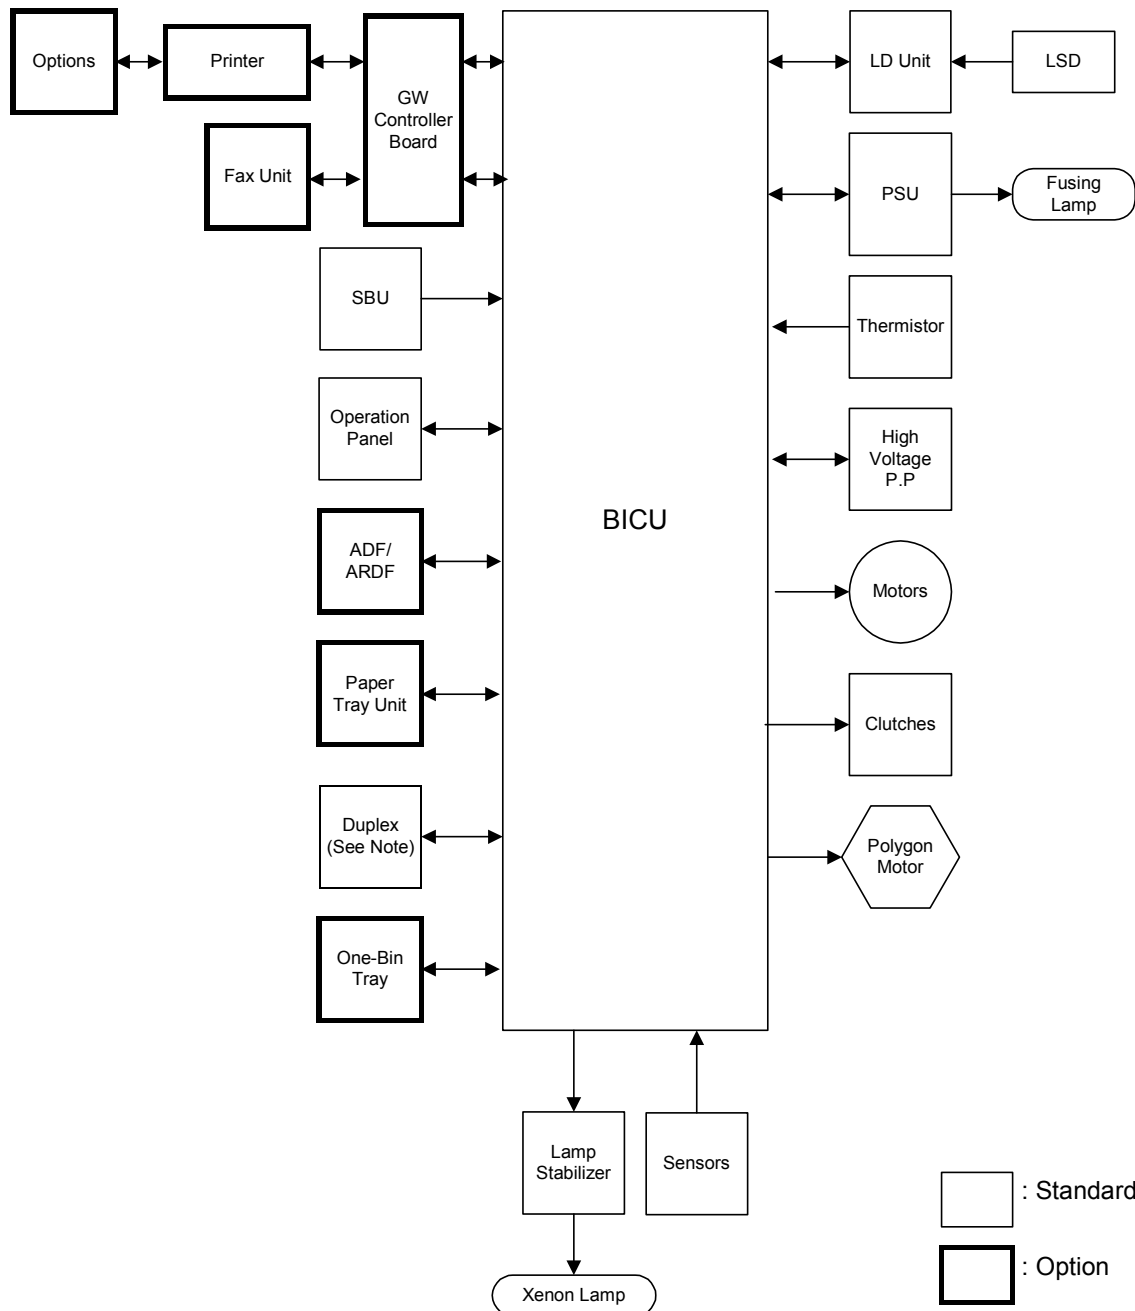 Options
Printer
GW
Controller
Board
Fax Unit
SBU
Operation
Panel
ADF/
ARDF
Paper
Tray Unit
Duplex
(See Note)
One-Bin
Tray
BICU
LD Unit
LSD
PSU
Fusing
Lamp
Thermistor
High
Voltage
P.P
Motors
Clutches
Polygon
Motor
Lamp
Stabilizer
Sensors
Xenon Lamp
: Standard
: Option